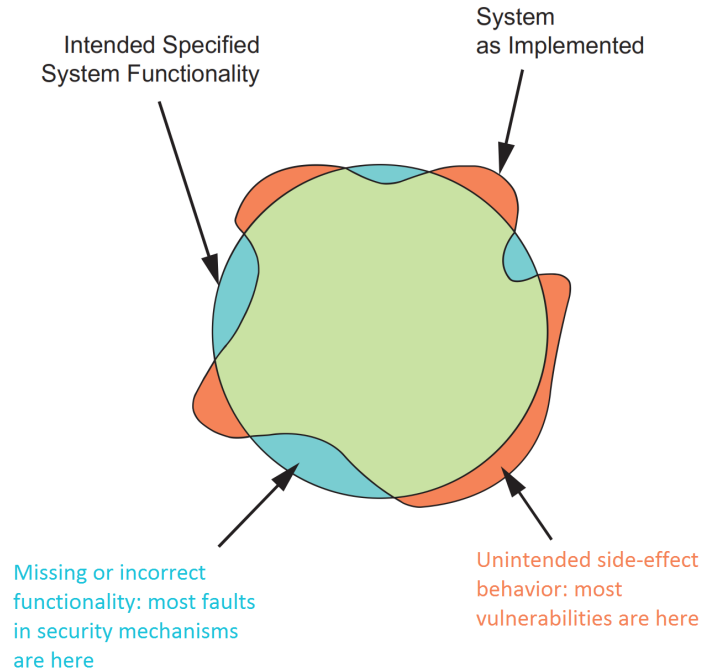 System
as Implemented
Intended Specified
System Functionality
Missing or incorrect
functionality: most faults
in security mechanisms
are here
Unintended side-effect
behavior: most
vulnerabilities are here